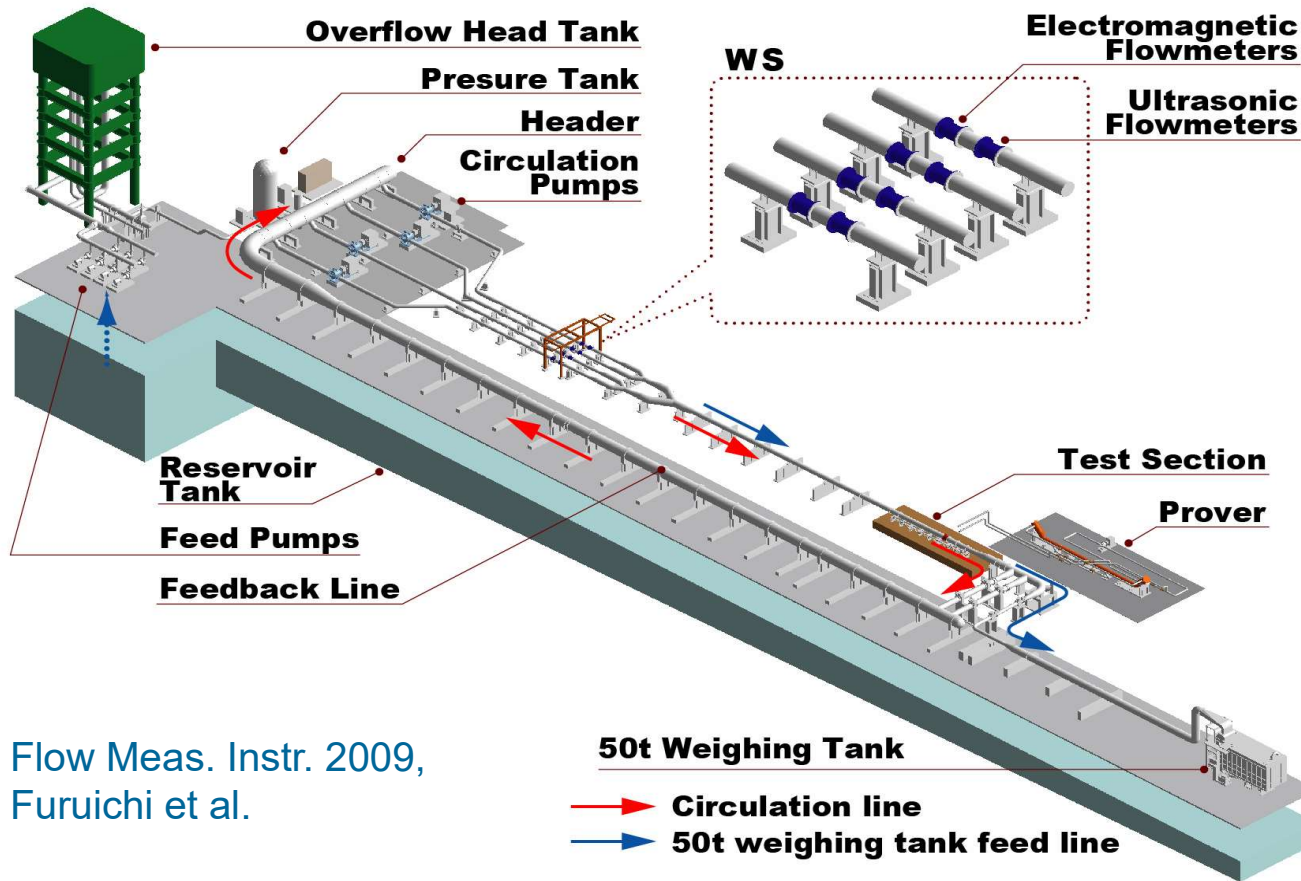 Overflow Head Tank
Presure Tank
Header
Circulation
Pumps
WS
Electromagnetic
Flowmeters
Ultrasonic
Flowmeters
Reservoir
Tank
Feed Pumps
Feedback Line
Test Section
Prover
50t Weighing Tank
Circulation line
50t weighing tank feed line
Flow Meas. Instr. 2009,
Furuichi et al.